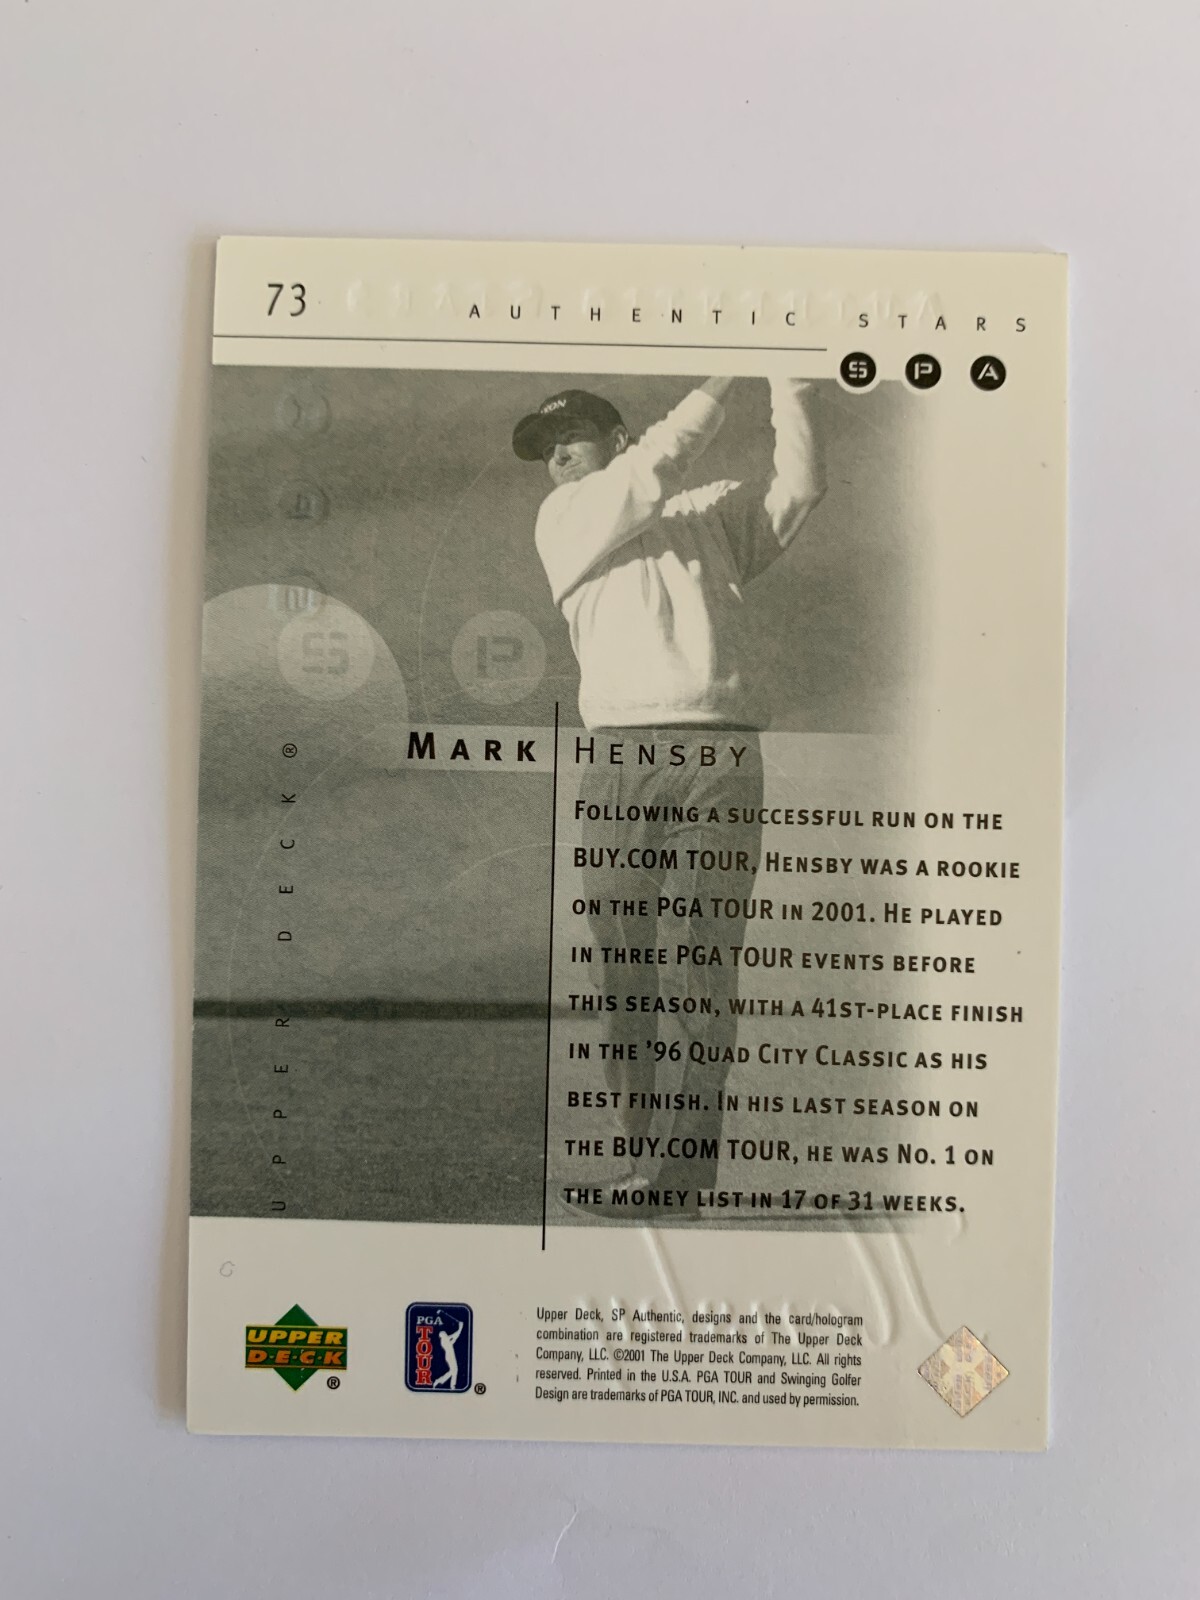 73
AUTHENTIC STARS
S P A
XON
S P
MARK HENSBY
FOLLOWING A SUCCESSFUL RUN ON THE
BUY.COM TOUR, HENSBY WAS A ROOKIE
ON THE PGA TOUR IN 2001. HE PLAYED
IN THREE PGA TOUR EVENTS BEFORE
THIS SEASON, WITH A 41ST-PLACE FINISH
IN THE '96 QUAD CITY CLASSIC AS HIS
BEST FINISH. IN HIS LAST SEASON ON
THE BUY.COM TOUR, HE WAS NO. 1 ON
THE MONEY LIST IN 17 OF 31 WEEKS.
UPPER DECK®
UPPER
D·E·C·K
®
PGA
TOUR
®
Upper Deck, SP Authentic, designs and the card/hologram
combination are registered trademarks of The Upper Deck
Company, LLC. ©2001 The Upper Deck Company, LLC. All rights
reserved. Printed in the U.S.A. PGA TOUR and Swinging Golfer
Design are trademarks of PGA TOUR, INC. and used by permission.